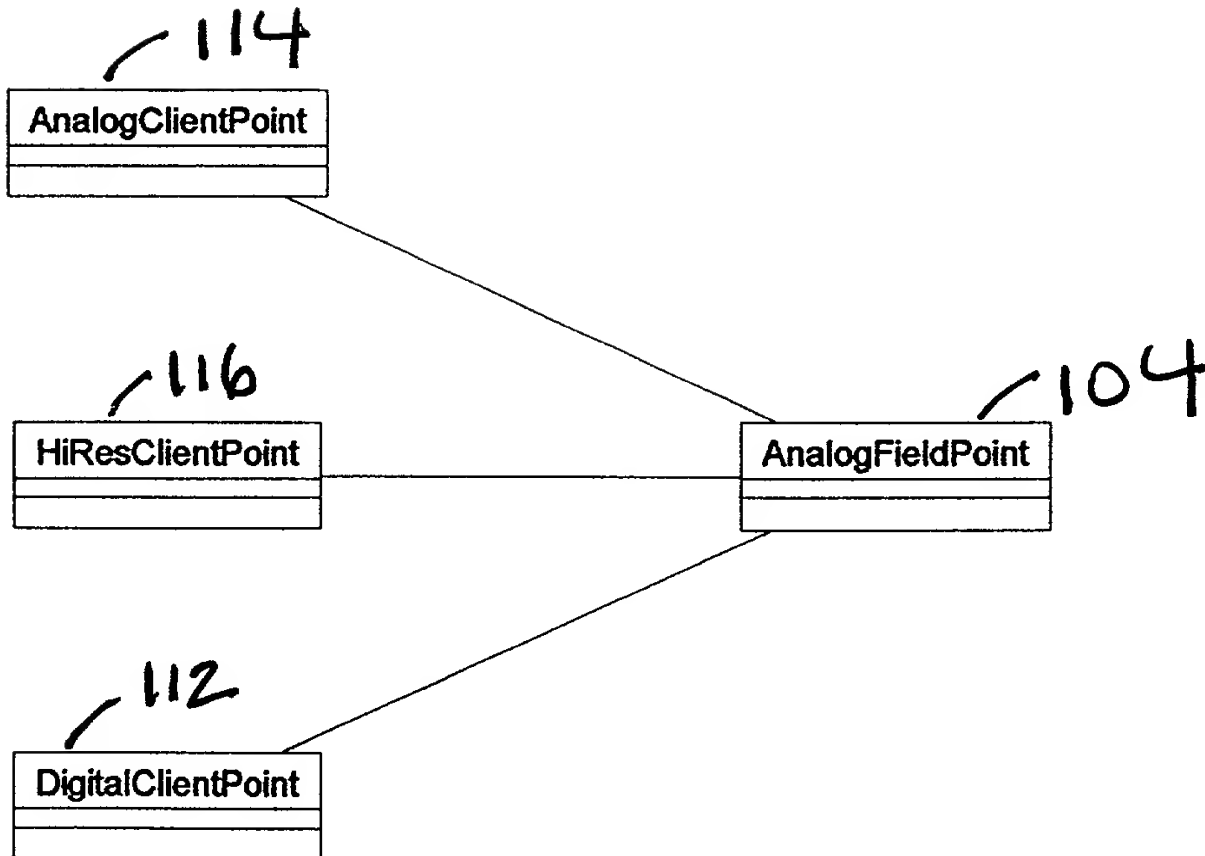 114
AnalogClientPoint
116
HiResClientPoint
104
AnalogFieldPoint
112
DigitalClientPoint